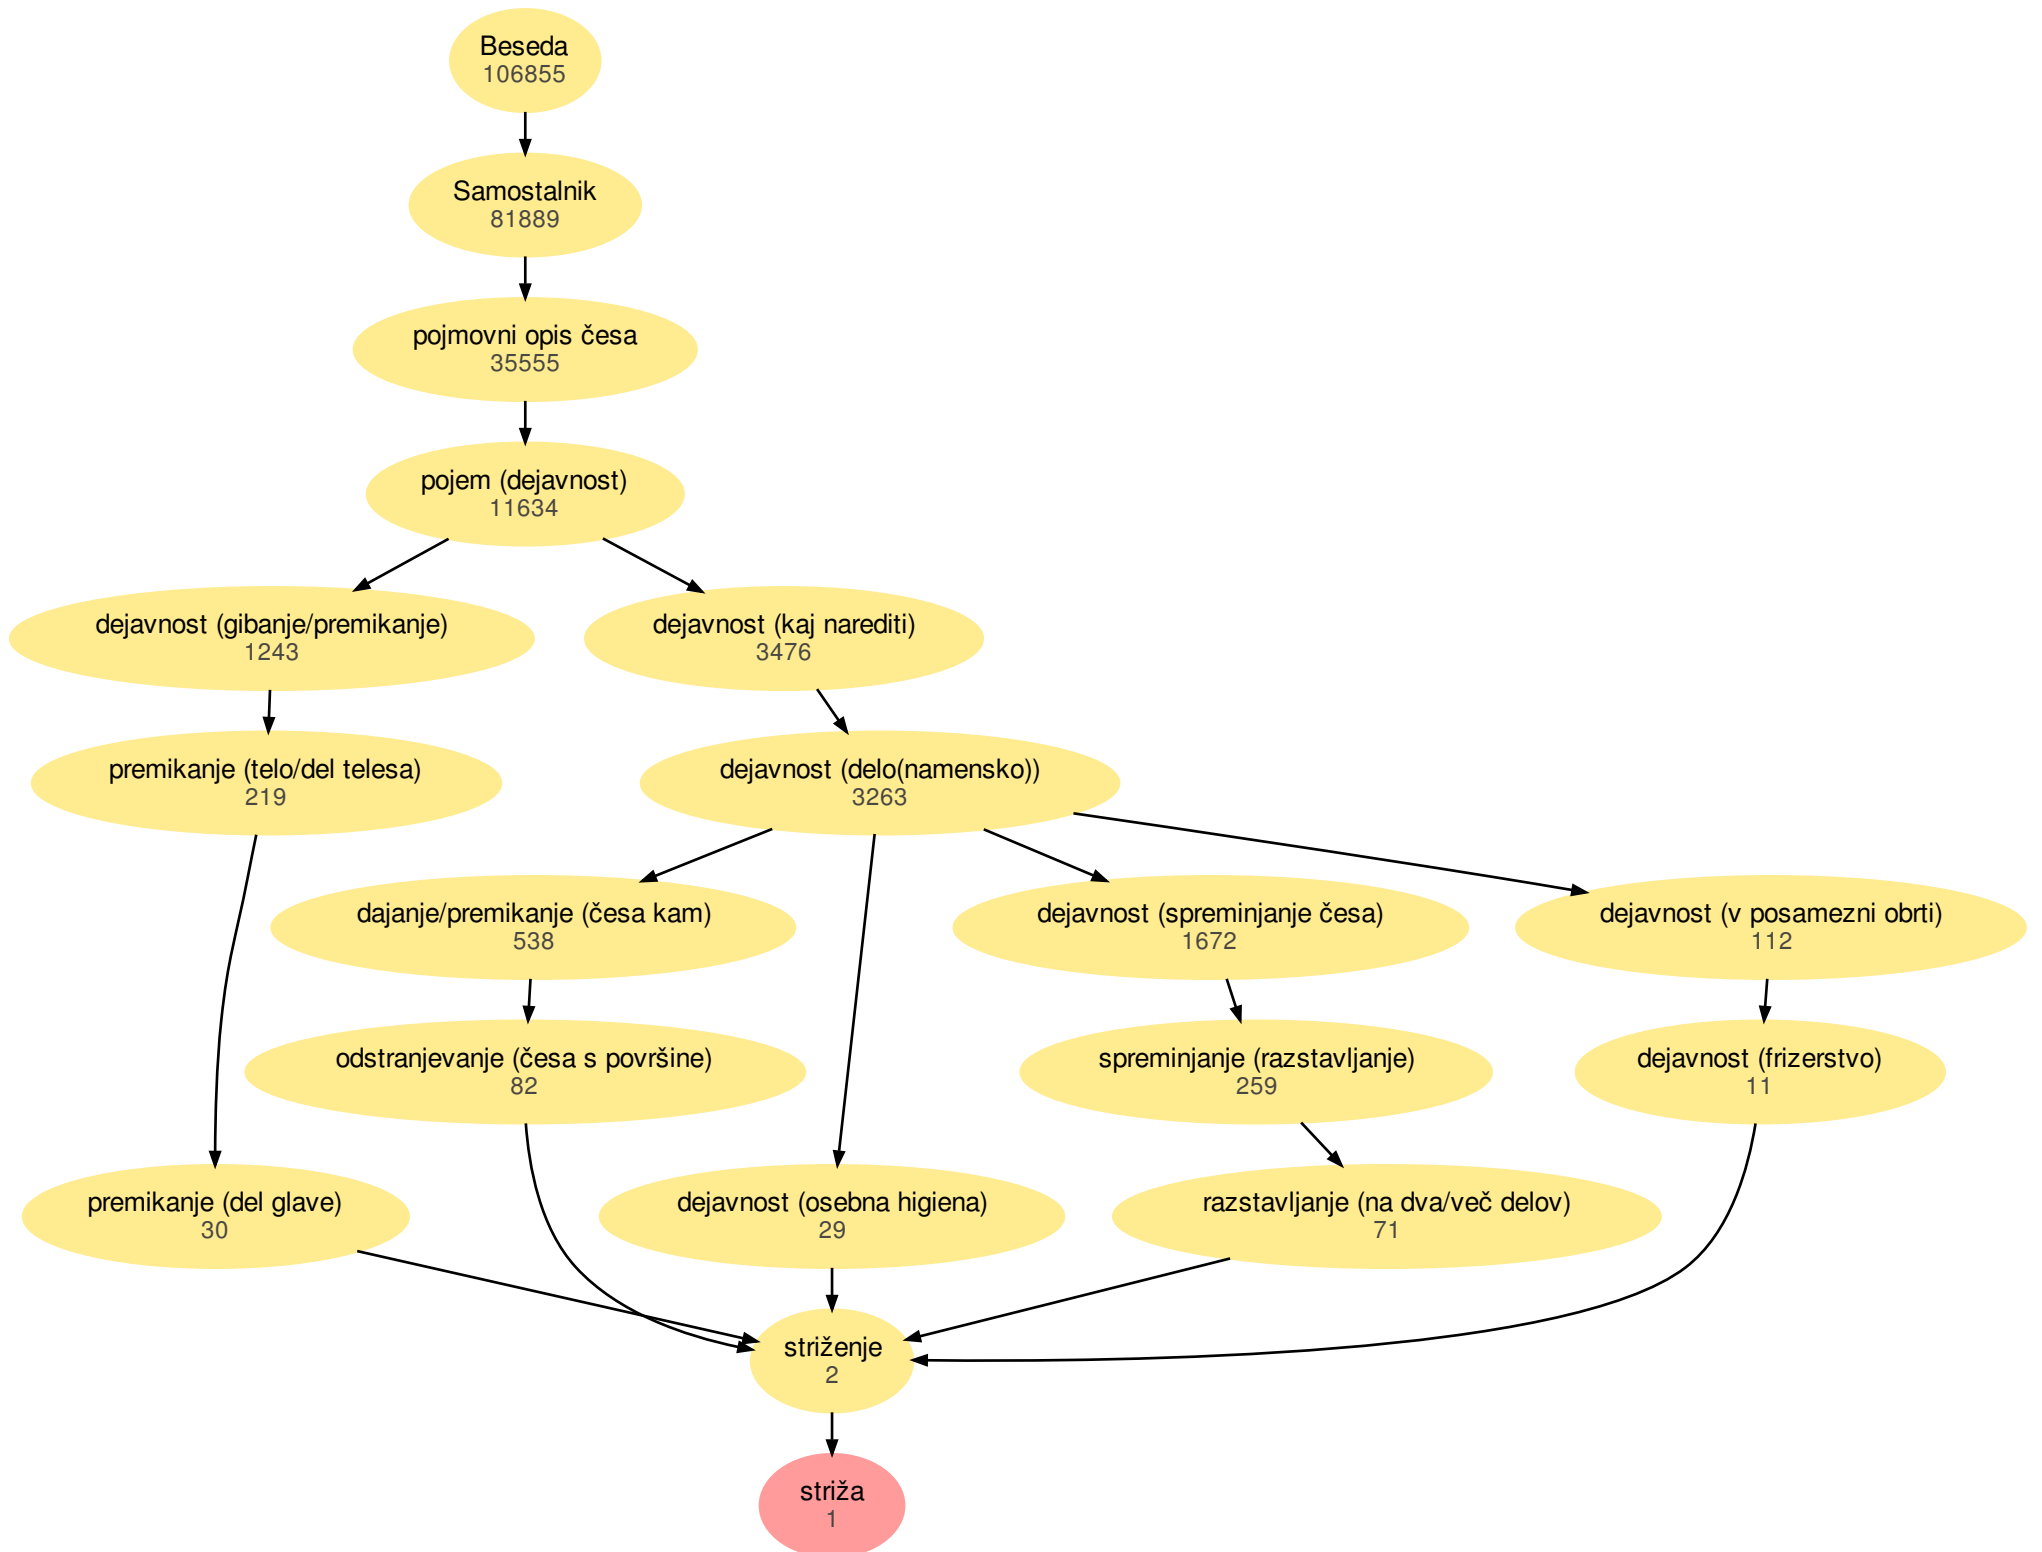 Beseda
106855
Samostalnik
81889
pojmovni opis česa
35555
pojem (dejavnost)
11634
dejavnost (gibanje/premikanje)
1243
dejavnost (kaj narediti)
3476
premikanje (telo/del telesa)
219
dejavnost (delo(namensko))
3263
dajanje/premikanje (česa kam)
538
dejavnost (spreminjanje česa)
1672
dejavnost (v posamezni obrti)
112
odstranjevanje (česa s površine)
82
spreminjanje (razstavljanje)
259
dejavnost (frizerstvo)
11
premikanje (del glave)
30
dejavnost (osebna higiena)
29
razstavljanje (na dva/več delov)
71
striženje
2
striža
1